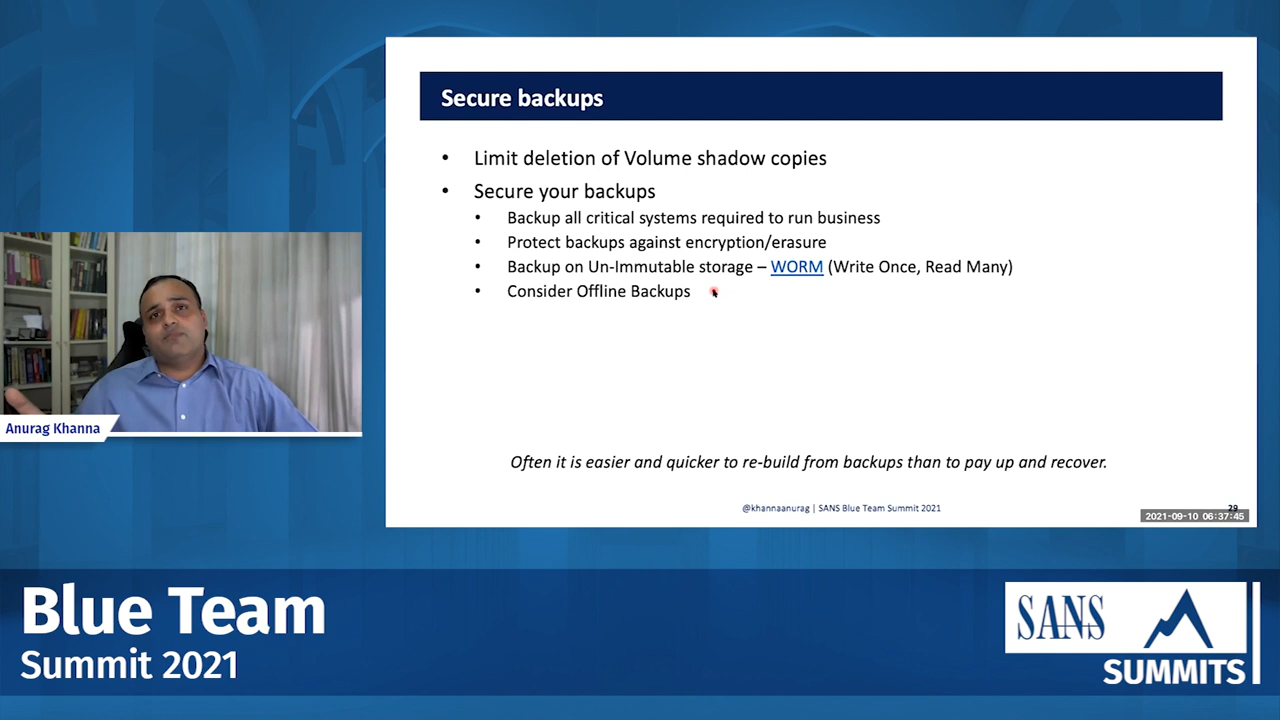 Secure backups
• Limit deletion of Volume shadow copies
• Secure your backups
• Backup all critical systems required to run business
• Protect backups against encryption/erasure
• Backup on Un-Immutable storage – WORM (Write Once, Read Many)
• Consider Offline Backups
Anurag Khanna
Often it is easier and quicker to re-build from backups than to pay up and recover.
@khannaanurag | SANS Blue Team Summit 2021
29
2021-09-10 06:37:45
Blue Team
Summit 2021
SANS
SUMMITS